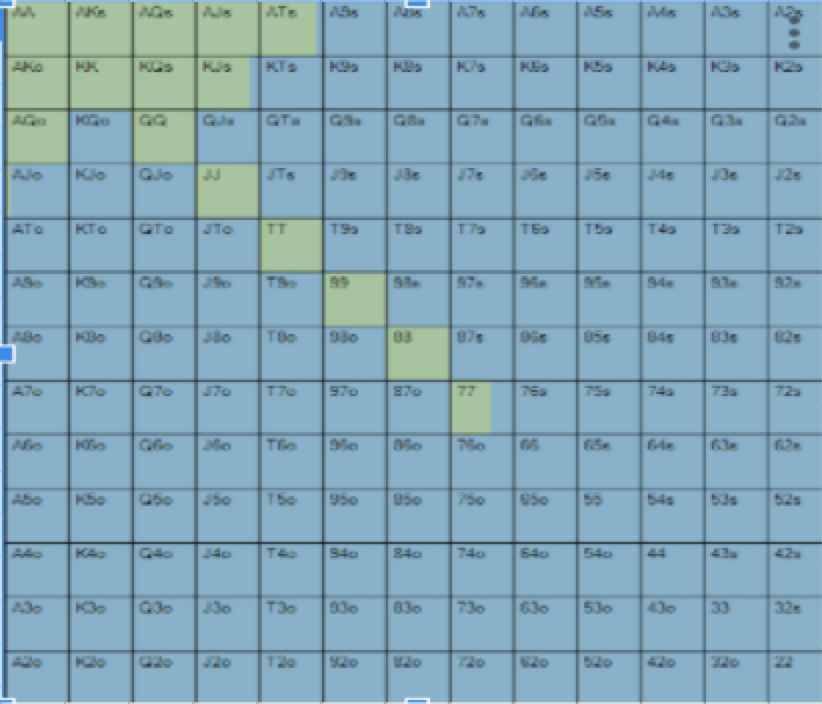 AA AKs AQs AJs ATs A9s A8s A7s A6s A5s A4s A3s A2s
AKo KK KQs KJs KTs K9s K8s K7s K6s K5s K4s K3s K2s
AQo KQo QQ QJs QTs Q9s Q8s Q7s Q6s Q5s Q4s Q3s Q2s
AJo KJo QJo JJ JTs J9s J8s J7s J6s J5s J4s J3s J2s
ATo KTo QTo JTo TT T9s T8s T7s T6s T5s T4s T3s T2s
A9o K9o Q9o J9o T9o 99 98s 97s 96s 95s 94s 93s 92s
A8o K8o Q8o J8o T8o 98o 88 87s 86s 85s 84s 83s 82s
A7o K7o Q7o J7o T7o 97o 87o 77 76s 75s 74s 73s 72s
A6o K6o Q6o J6o T6o 96o 86o 76o 66 65s 64s 63s 62s
A5o K5o Q5o J5o T5o 95o 85o 75o 65o 55 54s 53s 52s
A4o K4o Q4o J4o T4o 94o 84o 74o 64o 54o 44 43s 42s
A3o K3o Q3o J3o T3o 93o 83o 73o 63o 53o 43o 33 32s
A2o K2o Q2o J2o T2o 92o 82o 72o 62o 52o 42o 32o 22